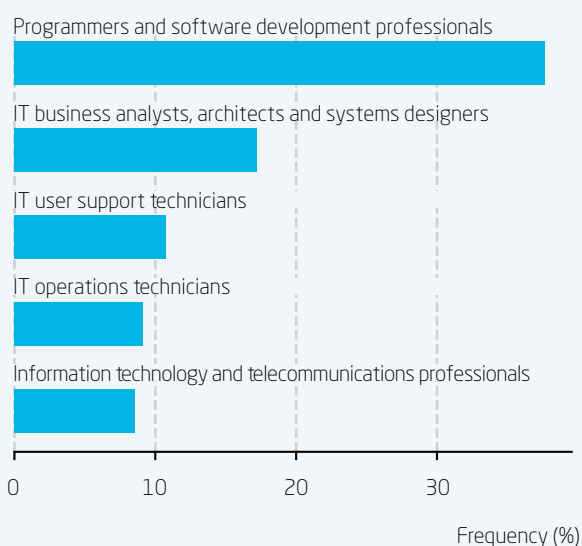 Programmers and software development professionals
IT business analysts, architects and systems designers
IT user support technicians
IT operations technicians
Information technology and telecommunications professionals
0 10 20 30
Frequency (%)